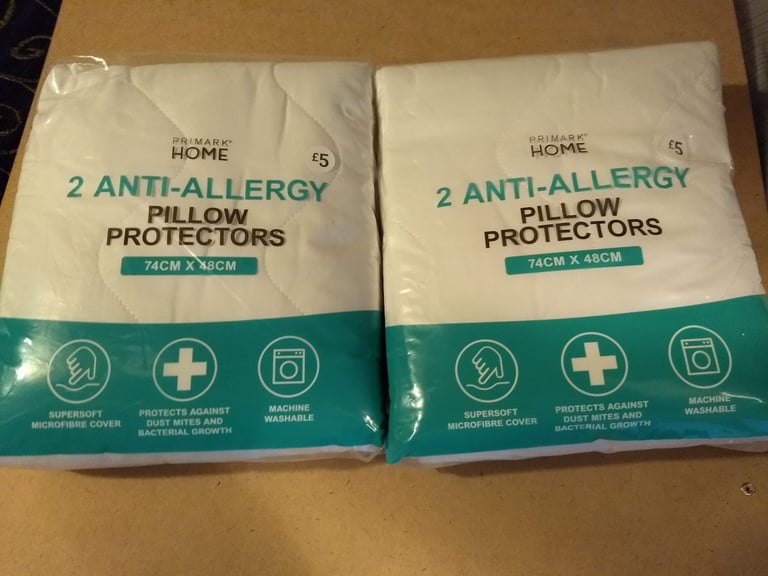 PRIMARK®
HOME
£5
2 ANTI-ALLERGY
PILLOW
PROTECTORS
74CM X 48CM
SUPERSOFT
MICROFIBRE COVER
PROTECTS AGAINST
DUST MITES AND
BACTERIAL GROWTH
MACHINE
WASHABLE
PRIMARK®
HOME
£5
2 ANTI-ALLERGY
PILLOW
PROTECTORS
74CM X 48CM
SUPERSOFT
MICROFIBRE COVER
PROTECTS AGAINST
DUST MITES AND
BACTERIAL GROWTH
MACHINE
WASHABLE